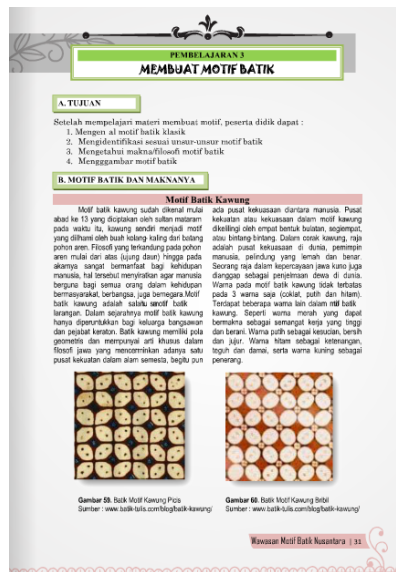 PEMBELAJARAN 3
MEMBUAT MOTIF BATIK
A. TUJUAN
Setelah mempelajari materi membuat motif, peserta didik dapat :
1. Mengen al motif batik klasik
2. Mengidentifikasi sesuai unsur-unsur motif batik
3. Mengetahui makna/filosofi motif batik
4. Mengggambar motif batik
B. MOTIF BATIK DAN MAKNANYA
Motif Batik Kawung
Motif batik kawung sudah dikenal mulai
abad ke 13 yang diciptakan oleh sultan mataram
pada waktu itu, kawung sendiri menjadi motif
yang diilhami oleh buah kolang-kaling dari batang
pohon aren. Filosofi yang terkandung pada pohon
aren mulai dari atas (ujung daun) hingga pada
akarnya sangat bermanfaat bagi kehidupan
manusia, hal tersebut menyiratkan agar manusia
berguna bagi semua orang dalam kehidupan
bermasyarakat, berbangsa, juga bernegara.Motif
batik kawung adalah salah motif batik
larangan. Dalam sejarahnya motif batik kawung
hanya diperuntukkan bagi keluarga bangsawan
dan pejabat keraton. Batik kawung memiliki pola
geometris dan mempunyai arti khusus dalam
filosofi jawa yang mencerminkan adanya satu
pusat kekuatan dalam alam semesta, begitu pun
ada pusat kekuasaan diantara manusia. Pusat
kekuatan atau kekuasaan dalam motif kawung
dikelilingi oleh empat bentuk bulatan, segiempat,
atau bintang-bintang. Dalam corak kawung, raja
adalah pusat kekuasaan di dunia, pemimpin
manusia, pelindung yang lemah dan benar.
Seorang raja dalam kepercayaan jawa kuno juga
dianggap sebagai penjelmaan dewa di dunia.
Warna pada motif batik kawung tidak terbatas
pada 3 warna saja (coklat, putih dan hitam).
Terdapat beberapa warna lain dalam motif batik
kawung. Seperti warna merah yang dapat
bermakna sebagai semangat kerja yang tinggi
dan berani. Warna putih sebagai kesucian, bersih
dan jujur. Warna hitam sebagai ketenangan,
teguh dan damai, serta warna kuning sebagai
penerang.
Gambar 59. Batik Motif Kawung Picis
Sumber : www.batik-tulis.com/blog/batik-kawung/
Gambar 60. Batik Motif Kawung Bribil
Sumber : www.batik-tulis.com/blog/batik-kawung/
Wawasan Motif Batik Nusantara | 31